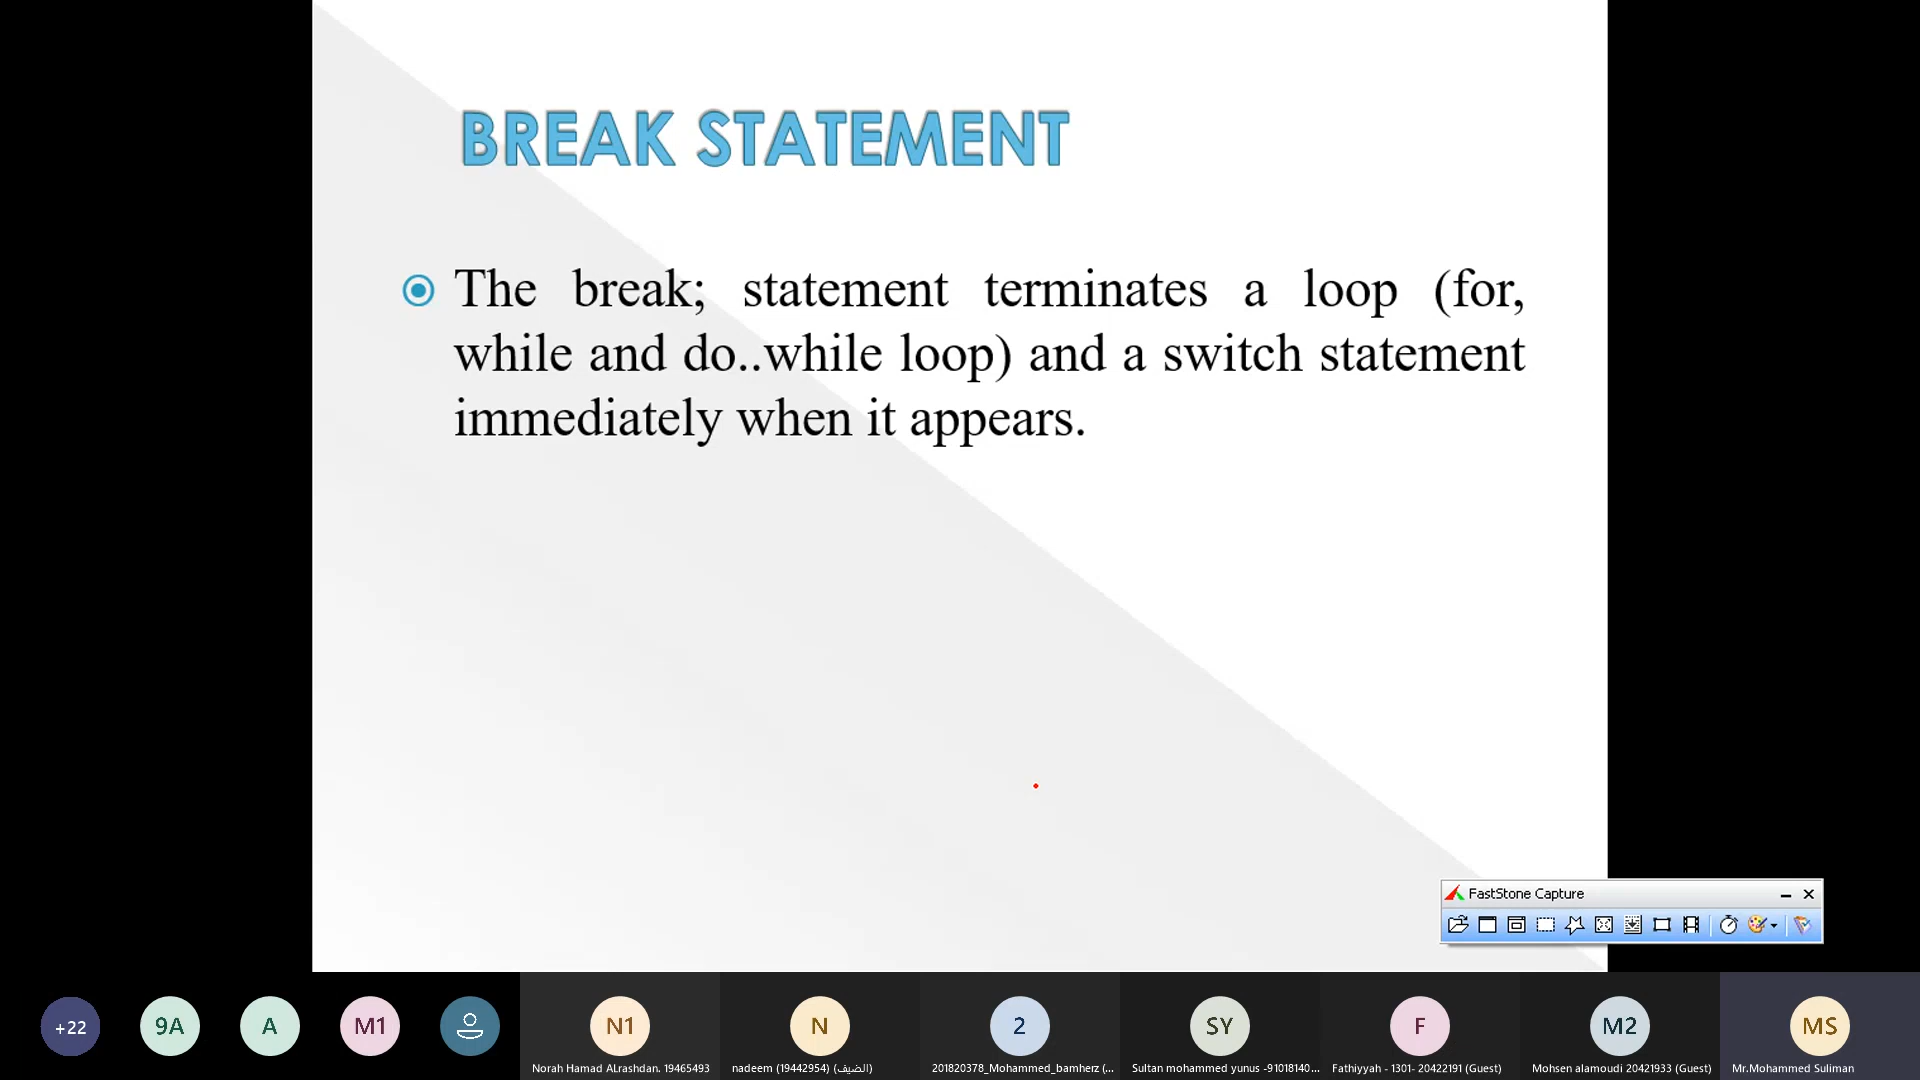 BREAK STATEMENT
The break; statement terminates a loop (for,
while and do..while loop) and a switch statement
immediately when it appears.
FastStone Capture
+22
9A
A
M1
N1
N
2
SY
F
M2
MS
Norah Hamad ALrashdan. 19465493
nadeem (19442954) (الضيف)
201820378_Mohammed_bamherz (...
Sultan mohammed yunus -91018140...
Fathiyyah - 1301- 20422191 (Guest)
Mohsen alamoudi 20421933 (Guest)
Mr.Mohammed Suliman